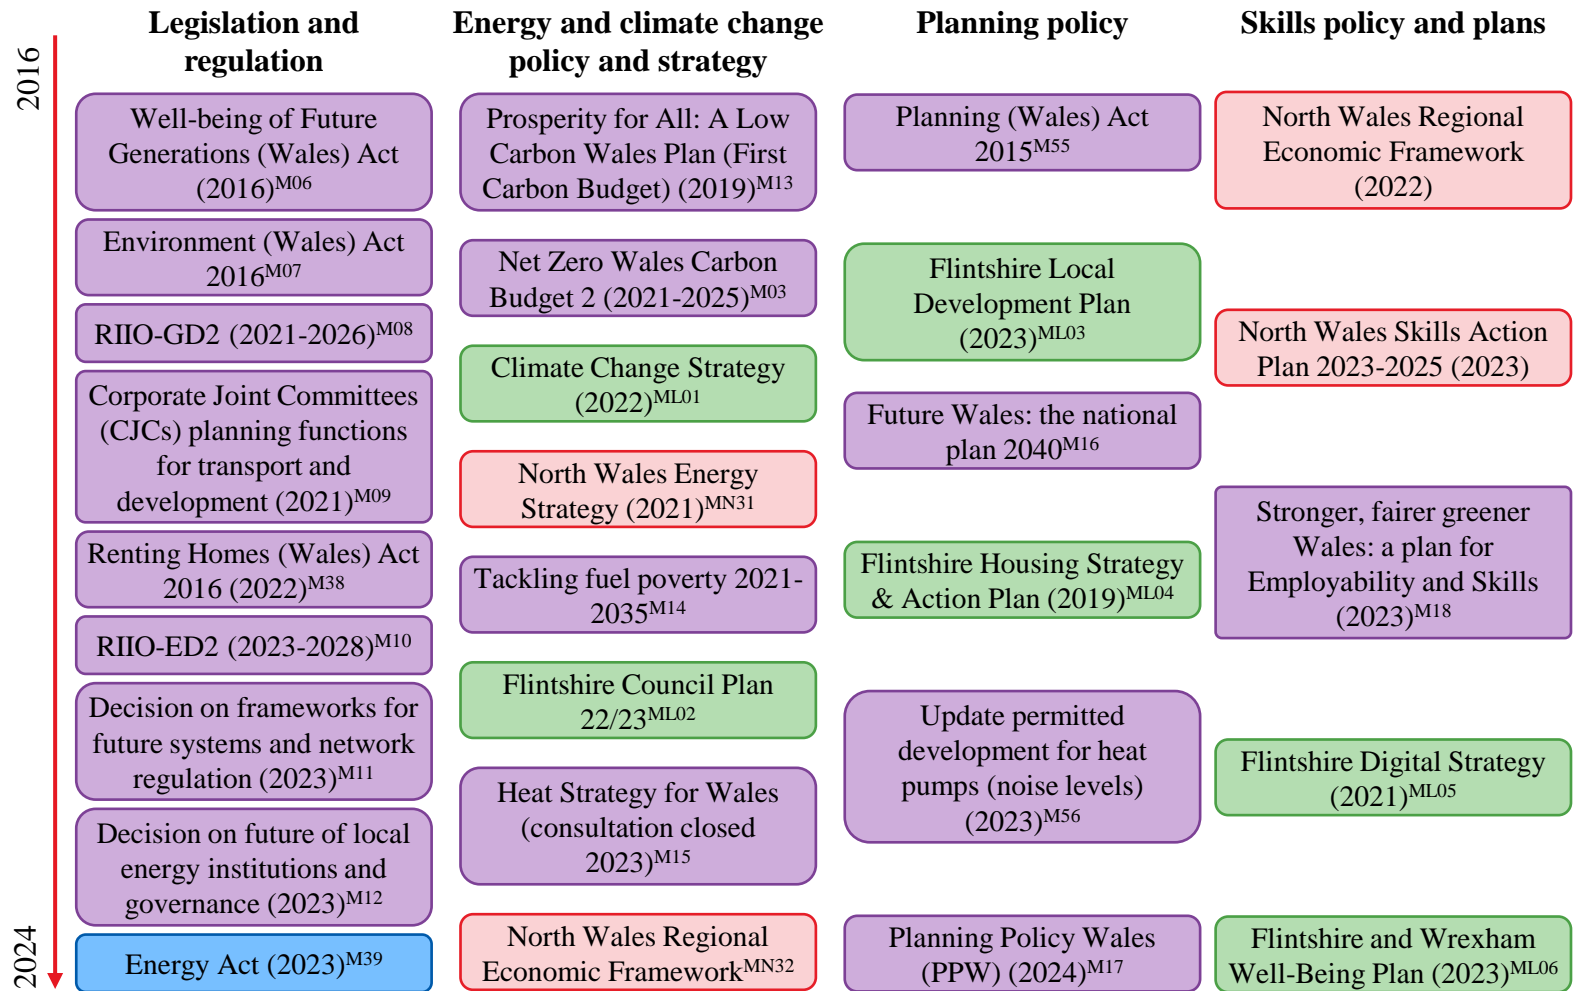 2016
2024
Legislation and
regulation
Well-being of Future
Generations (Wales) Act
(2016)M06
Environment (Wales) Act
2016M07
RIIO-GD2 (2021-2026)M08
Corporate Joint Committees
(CJCs) planning functions
for transport and
development (2021)M09
Renting Homes (Wales) Act
2016 (2022)M38
RIIO-ED2 (2023-2028)M10
Decision on frameworks for
future systems and network
regulation (2023)M11
Decision on future of local
energy institutions and
governance (2023)M12
Energy Act (2023)M39
Energy and climate change
policy and strategy
Prosperity for All: A Low
Carbon Wales Plan (First
Carbon Budget) (2019)M13
Net Zero Wales Carbon
Budget 2 (2021-2025)M03
Climate Change Strategy
(2022)ML01
North Wales Energy
Strategy (2021)MN31
Tackling fuel poverty 2021-
2035M14
Flintshire Council Plan
22/23ML02
Heat Strategy for Wales
(consultation closed
2023)M15
North Wales Regional
Economic FrameworkMN32
Planning policy
Planning (Wales) Act
2015M55
Flintshire Local
Development Plan
(2023)ML03
Future Wales: the national
plan 2040M16
Flintshire Housing Strategy
& Action Plan (2019)ML04
Update permitted
development for heat
pumps (noise levels)
(2023)M56
Planning Policy Wales
(PPW) (2024)M17
Skills policy and plans
North Wales Regional
Economic Framework
(2022)
North Wales Skills Action
Plan 2023-2025 (2023)
Stronger, fairer greener
Wales: a plan for
Employability and Skills
(2023)M18
Flintshire Digital Strategy
(2021)ML05
Flintshire and Wrexham
Well-Being Plan (2023)ML06